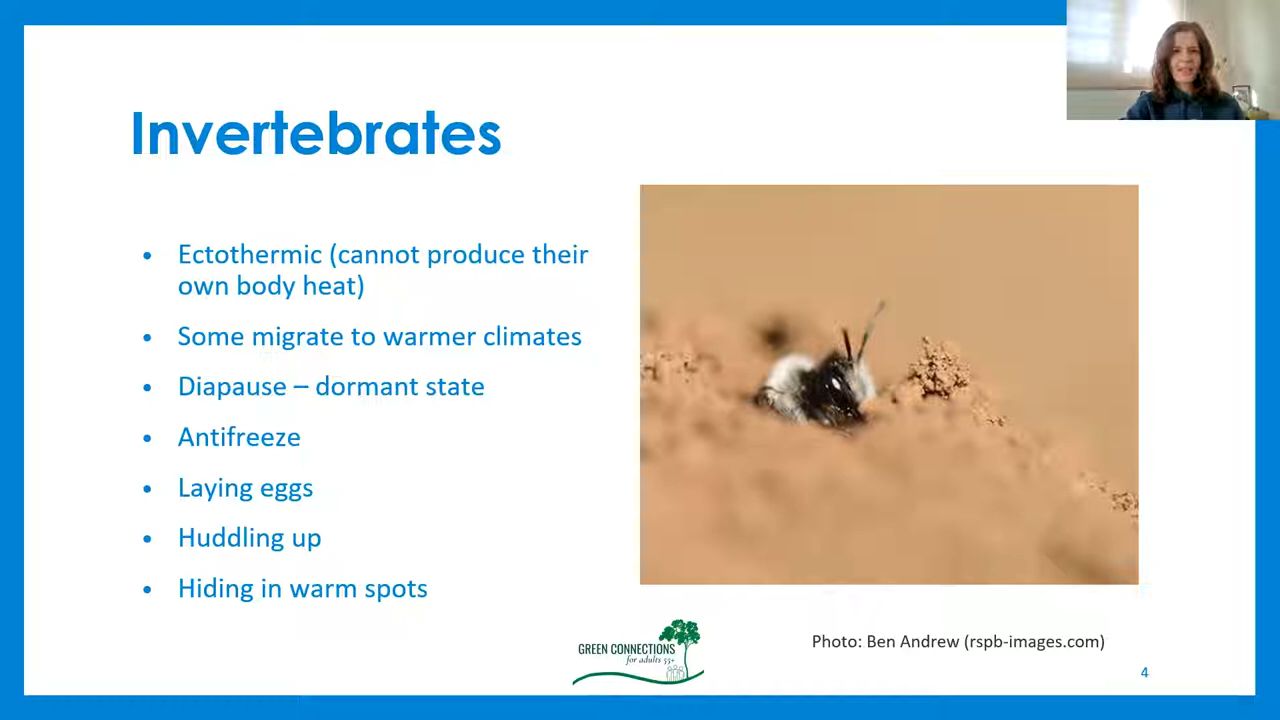 Invertebrates
• Ectothermic (cannot produce their
own body heat)
• Some migrate to warmer climates
• Diapause – dormant state
• Antifreeze
• Laying eggs
• Huddling up
• Hiding in warm spots
GREEN CONNECTIONS
for adults 55+
Photo: Ben Andrew (rspb-images.com)
4